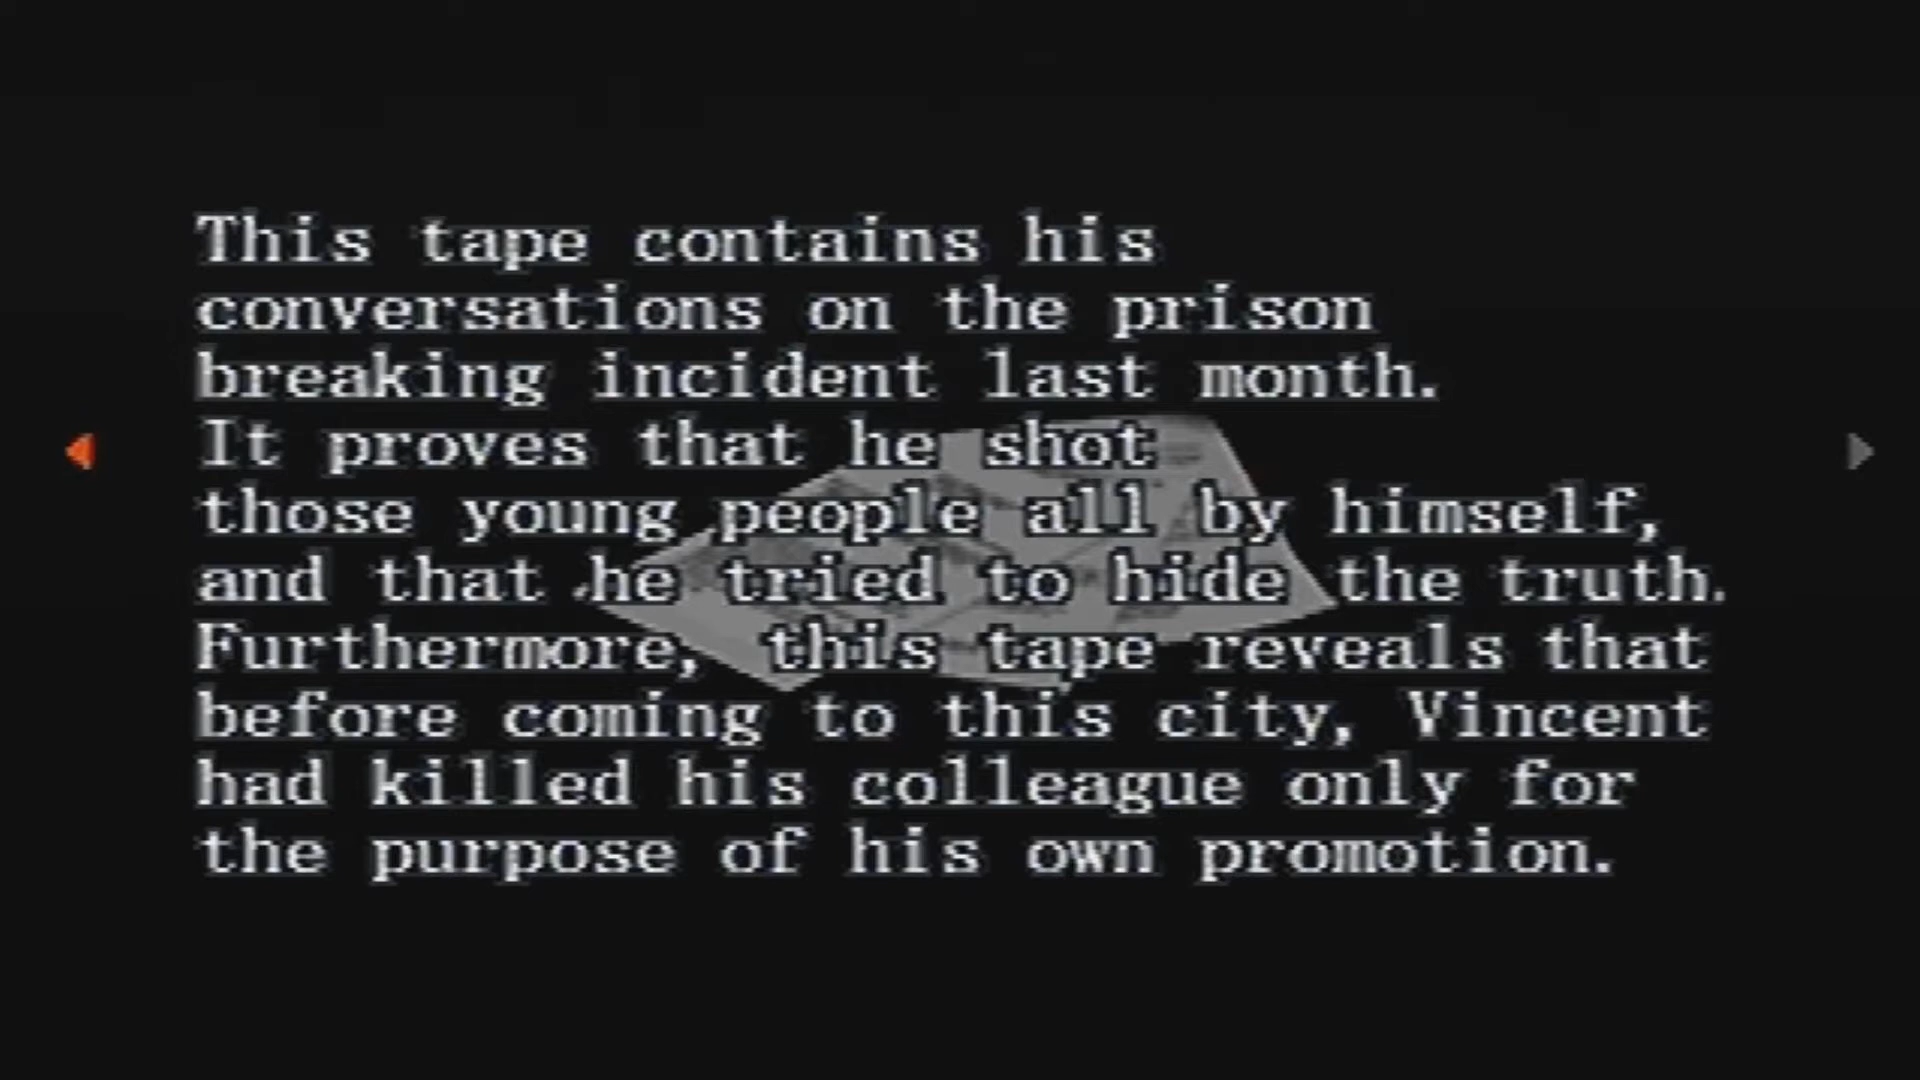 This tape contains his
conversations on the prison
breaking incident last month.
It proves that he shot
those young people all by himself,
and that he tried to hide the truth.
Furthermore, this tape reveals that
before coming to this city, Vincent
had killed his colleague only for
the purpose of his own promotion.